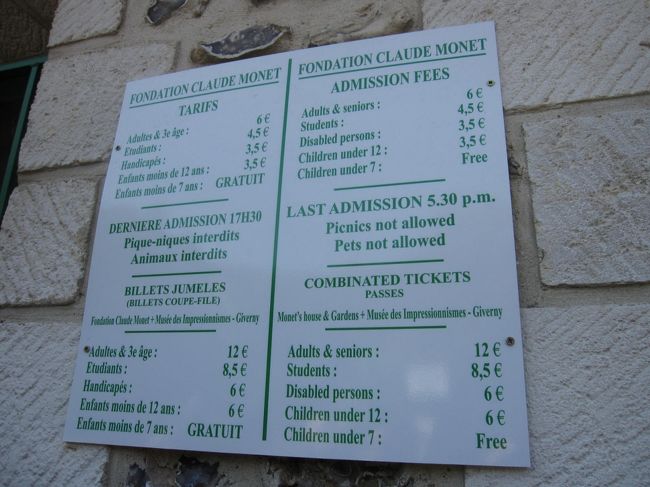 FONDATION CLAUDE MONET
TARIFS
Adultes & 3e âge : 6 €
Etudiants : 4,5 €
Handicapés : 3,5 €
Enfants moins de 12 ans : 3,5 €
Enfants moins de 7 ans : GRATUIT
DERNIERE ADMISSION 17H30
Pique-niques interdits
Animaux interdits
BILLETS JUMELES
(BILLETS COUPE-FILE)
Fondation Claude Monet + Musée des Impressionnismes - Giverny
Adultes & 3e âge : 12 €
Etudiants : 8,5 €
Handicapés : 6 €
Enfants moins de 12 ans : 6 €
Enfants moins de 7 ans : GRATUIT
FONDATION CLAUDE MONET
ADMISSION FEES
Adults & seniors : 6 €
Students : 4,5 €
Disabled persons : 3,5 €
Children under 12 : 3,5 €
Children under 7 : Free
LAST ADMISSION 5.30 p.m.
Picnics not allowed
Pets not allowed
COMBINATED TICKETS
PASSES
Monet's house & Gardens + Musée des Impressionnismes - Giverny
Adults & seniors : 12 €
Students : 8,5 €
Disabled persons : 6 €
Children under 12 : 6 €
Children under 7 : Free